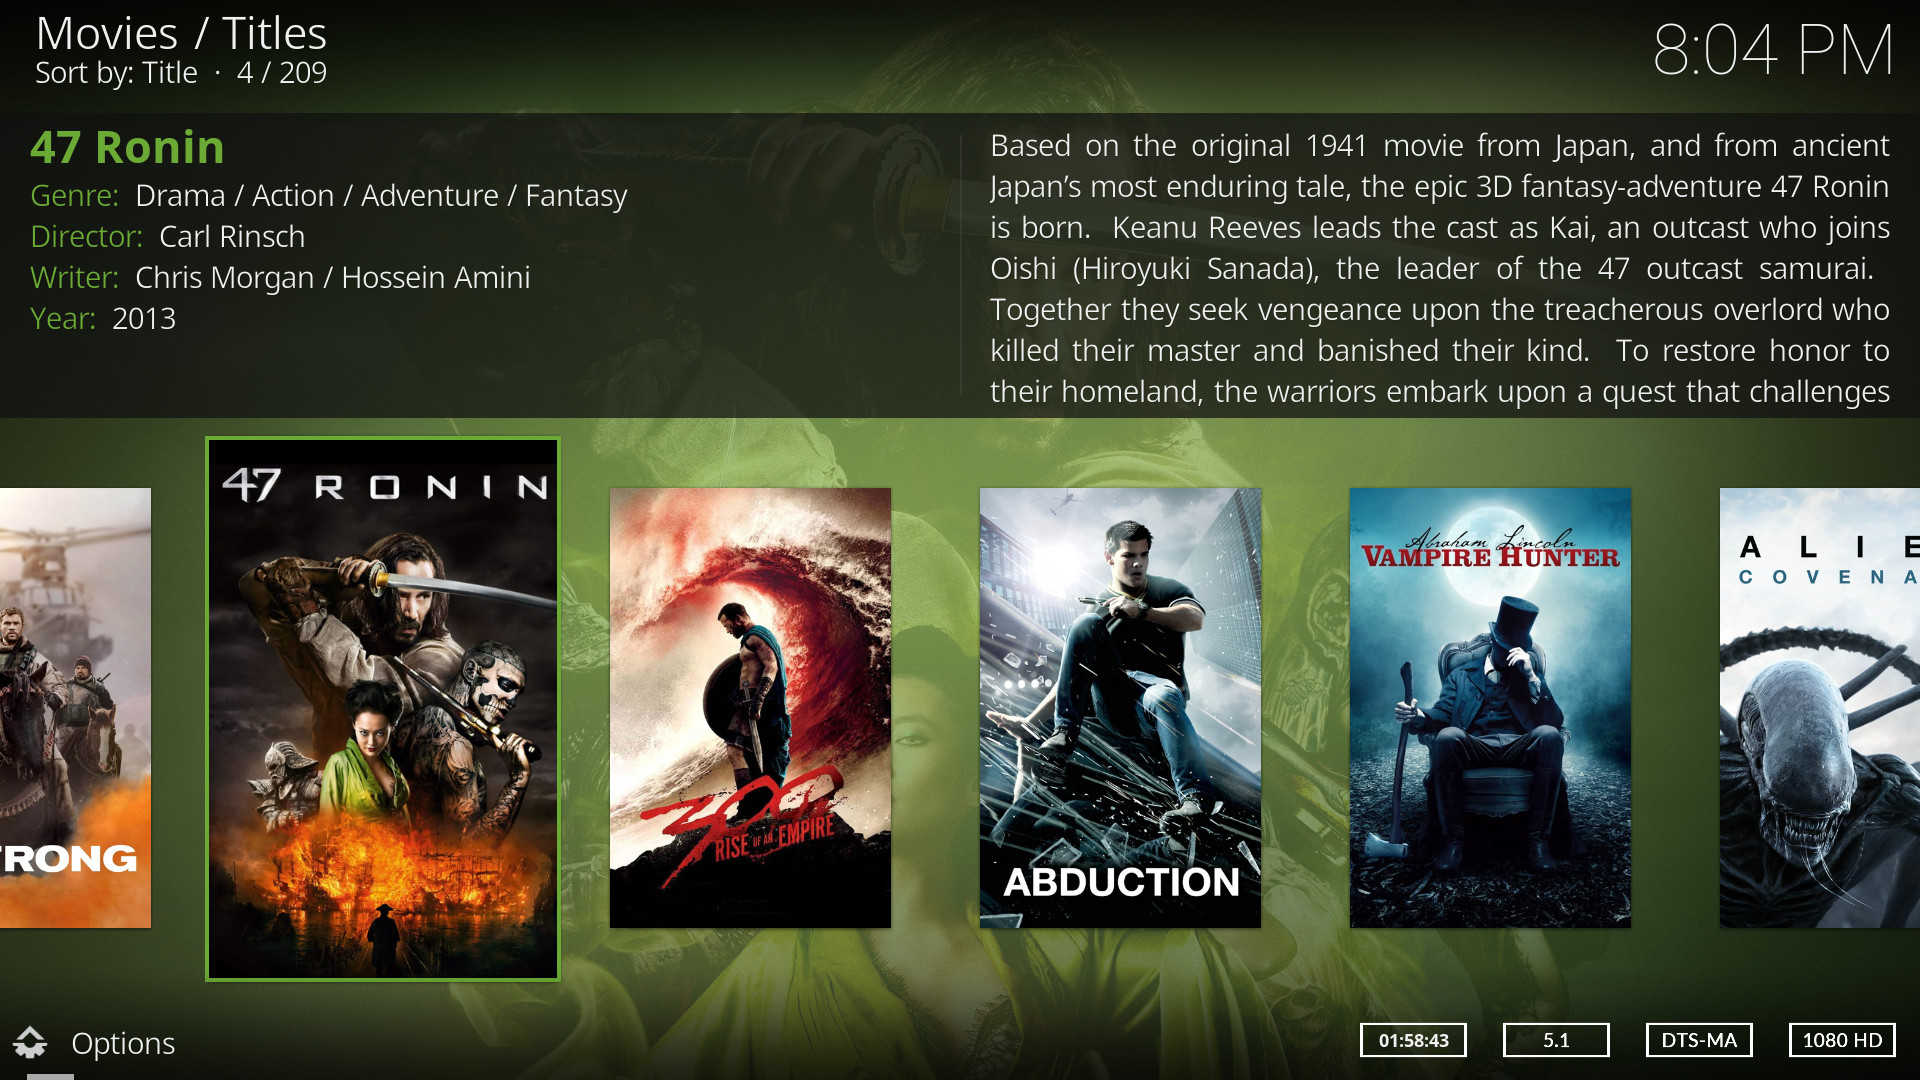 Movies / Titles
Sort by: Title · 4 / 209
8:04 PM
47 Ronin
Genre: Drama / Action / Adventure / Fantasy
Director: Carl Rinsch
Writer: Chris Morgan / Hossein Amini
Year: 2013
Based on the original 1941 movie from Japan, and from ancient
Japan’s most enduring tale, the epic 3D fantasy-adventure 47 Ronin
is born. Keanu Reeves leads the cast as Kai, an outcast who joins
Oishi (Hiroyuki Sanada), the leader of the 47 outcast samurai.
Together they seek vengeance upon the treacherous overlord who
killed their master and banished their kind. To restore honor to
their homeland, the warriors embark upon a quest that challenges
TRONG
47 RONIN
300
RISE OF AN EMPIRE
ABDUCTION
Abraham Lincoln
VAMPIRE HUNTER
ALIE
COVENA
Options
01:58:43
5.1
DTS-MA
1080 HD